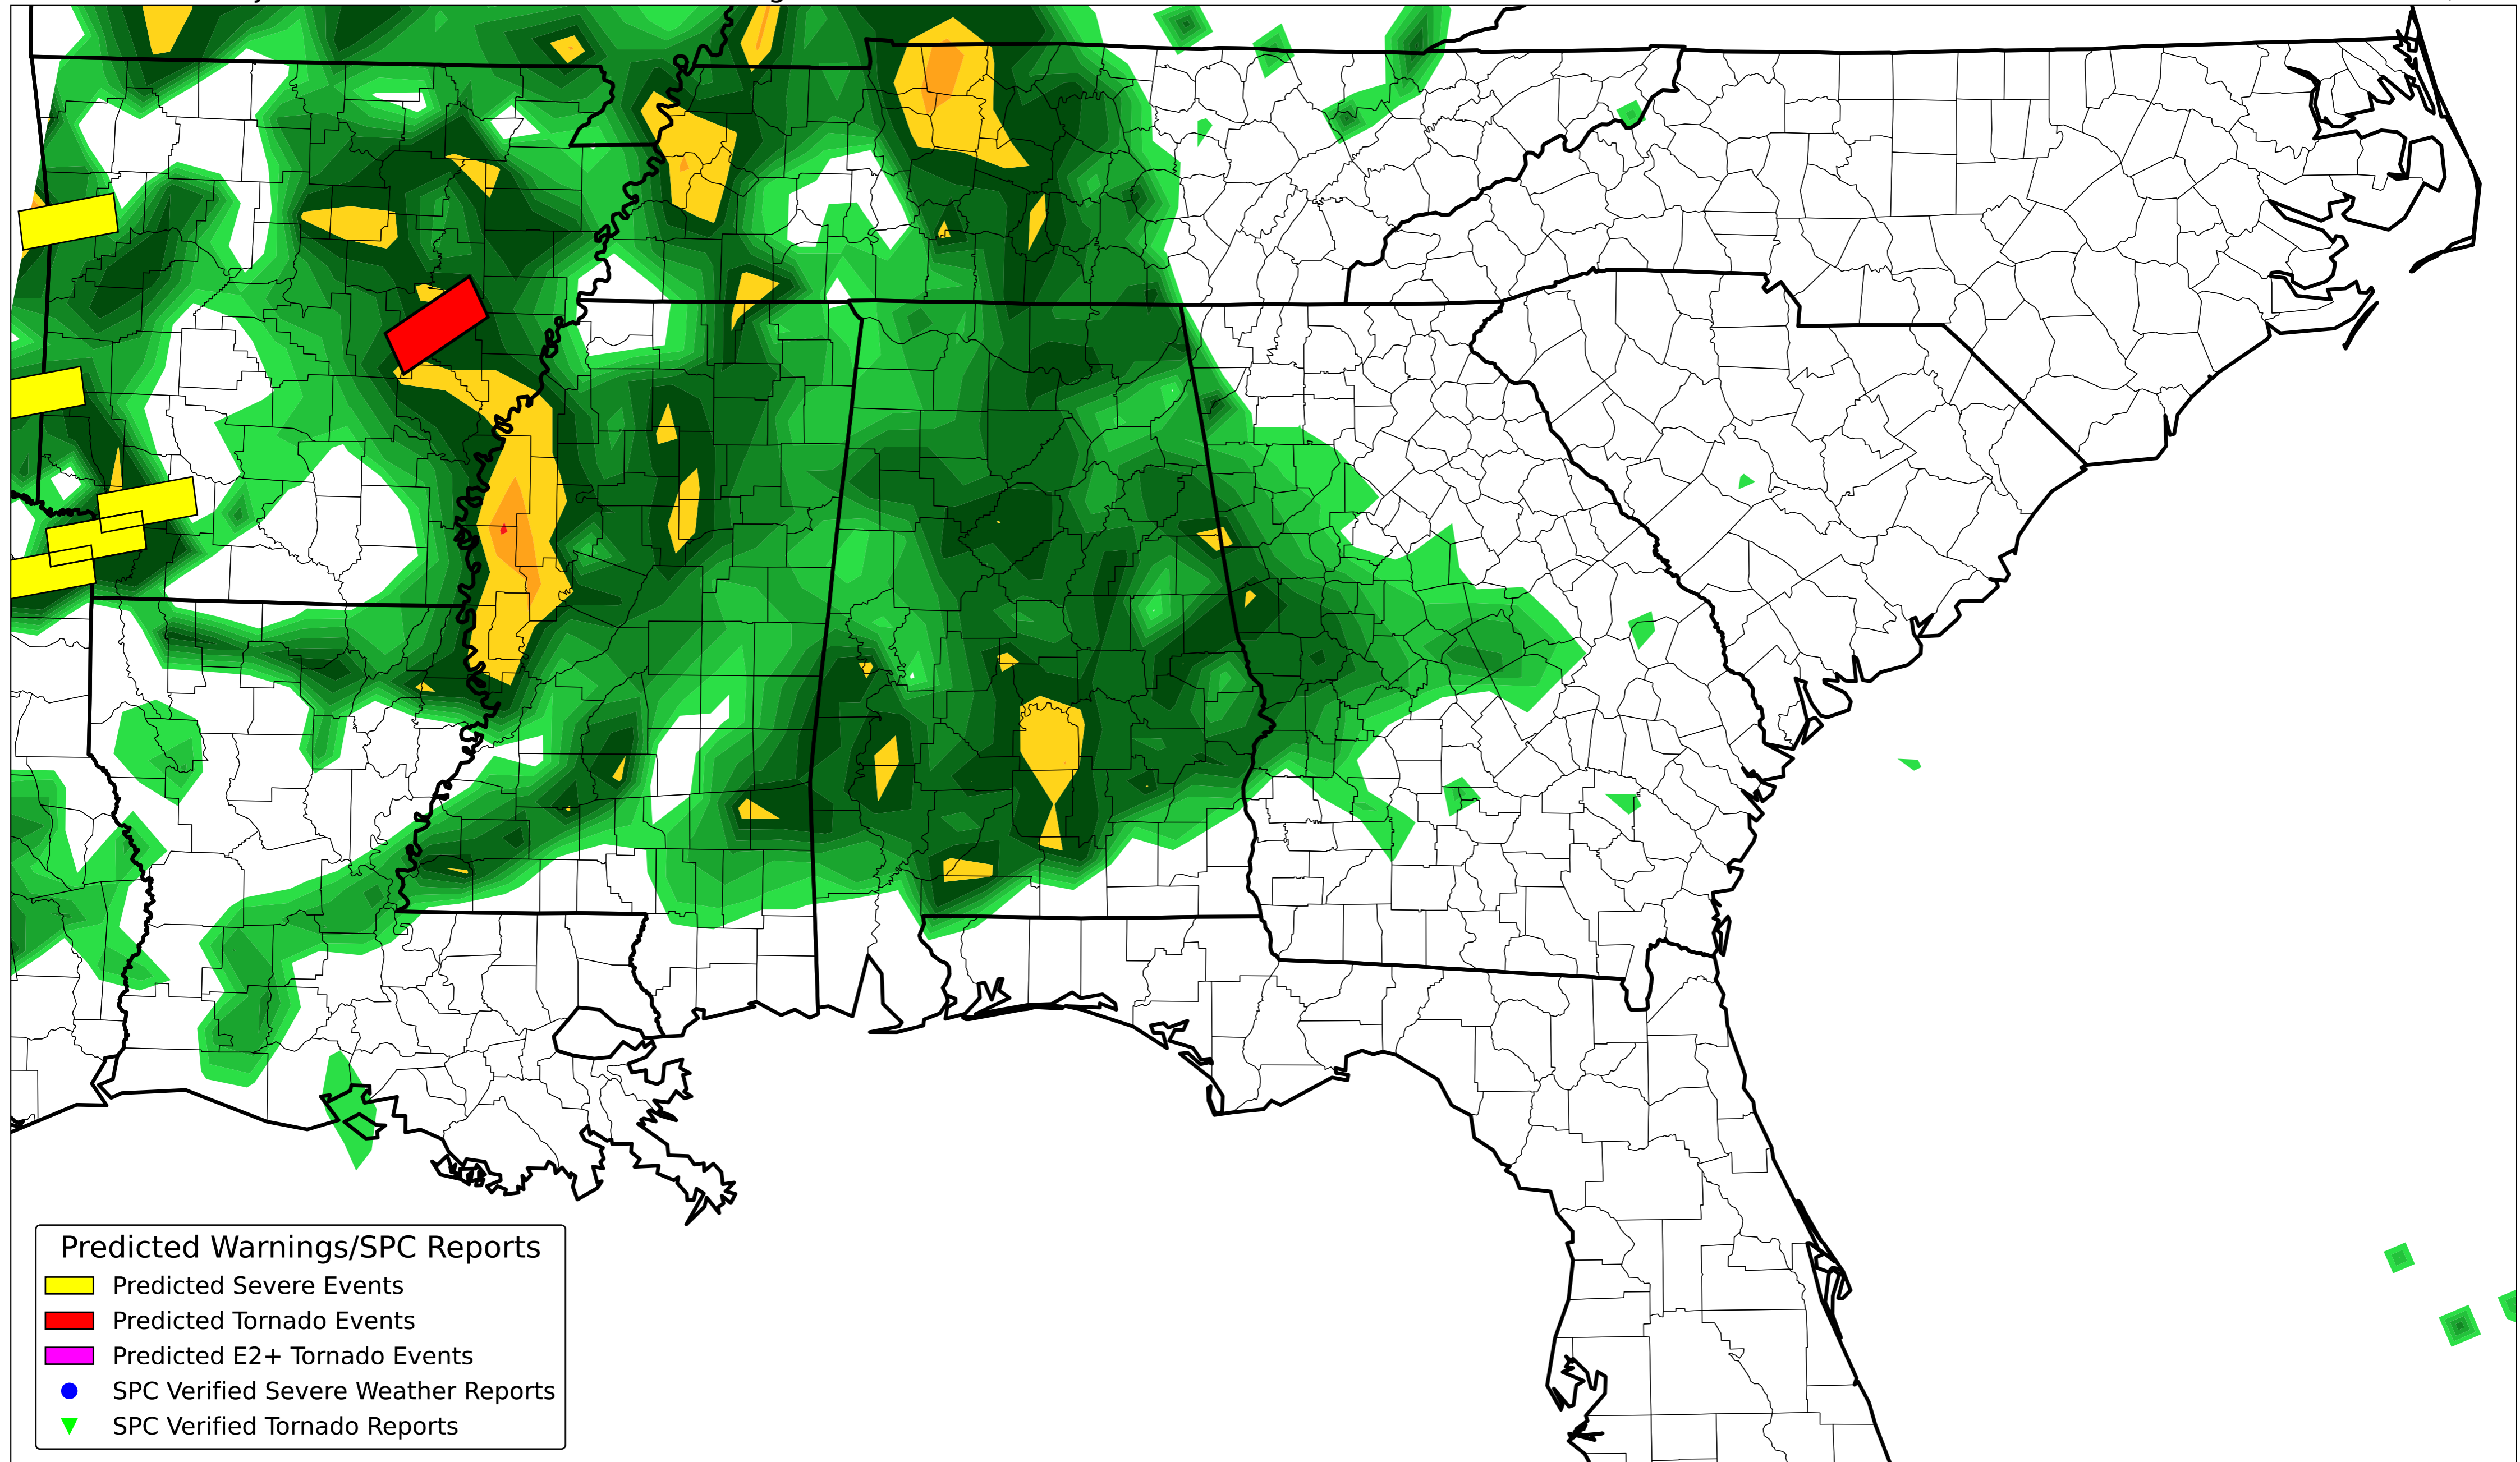 Predicted Warnings/SPC Reports
Predicted Severe Events
Predicted Tornado Events
Predicted E2+ Tornado Events
SPC Verified Severe Weather Reports
SPC Verified Tornado Reports